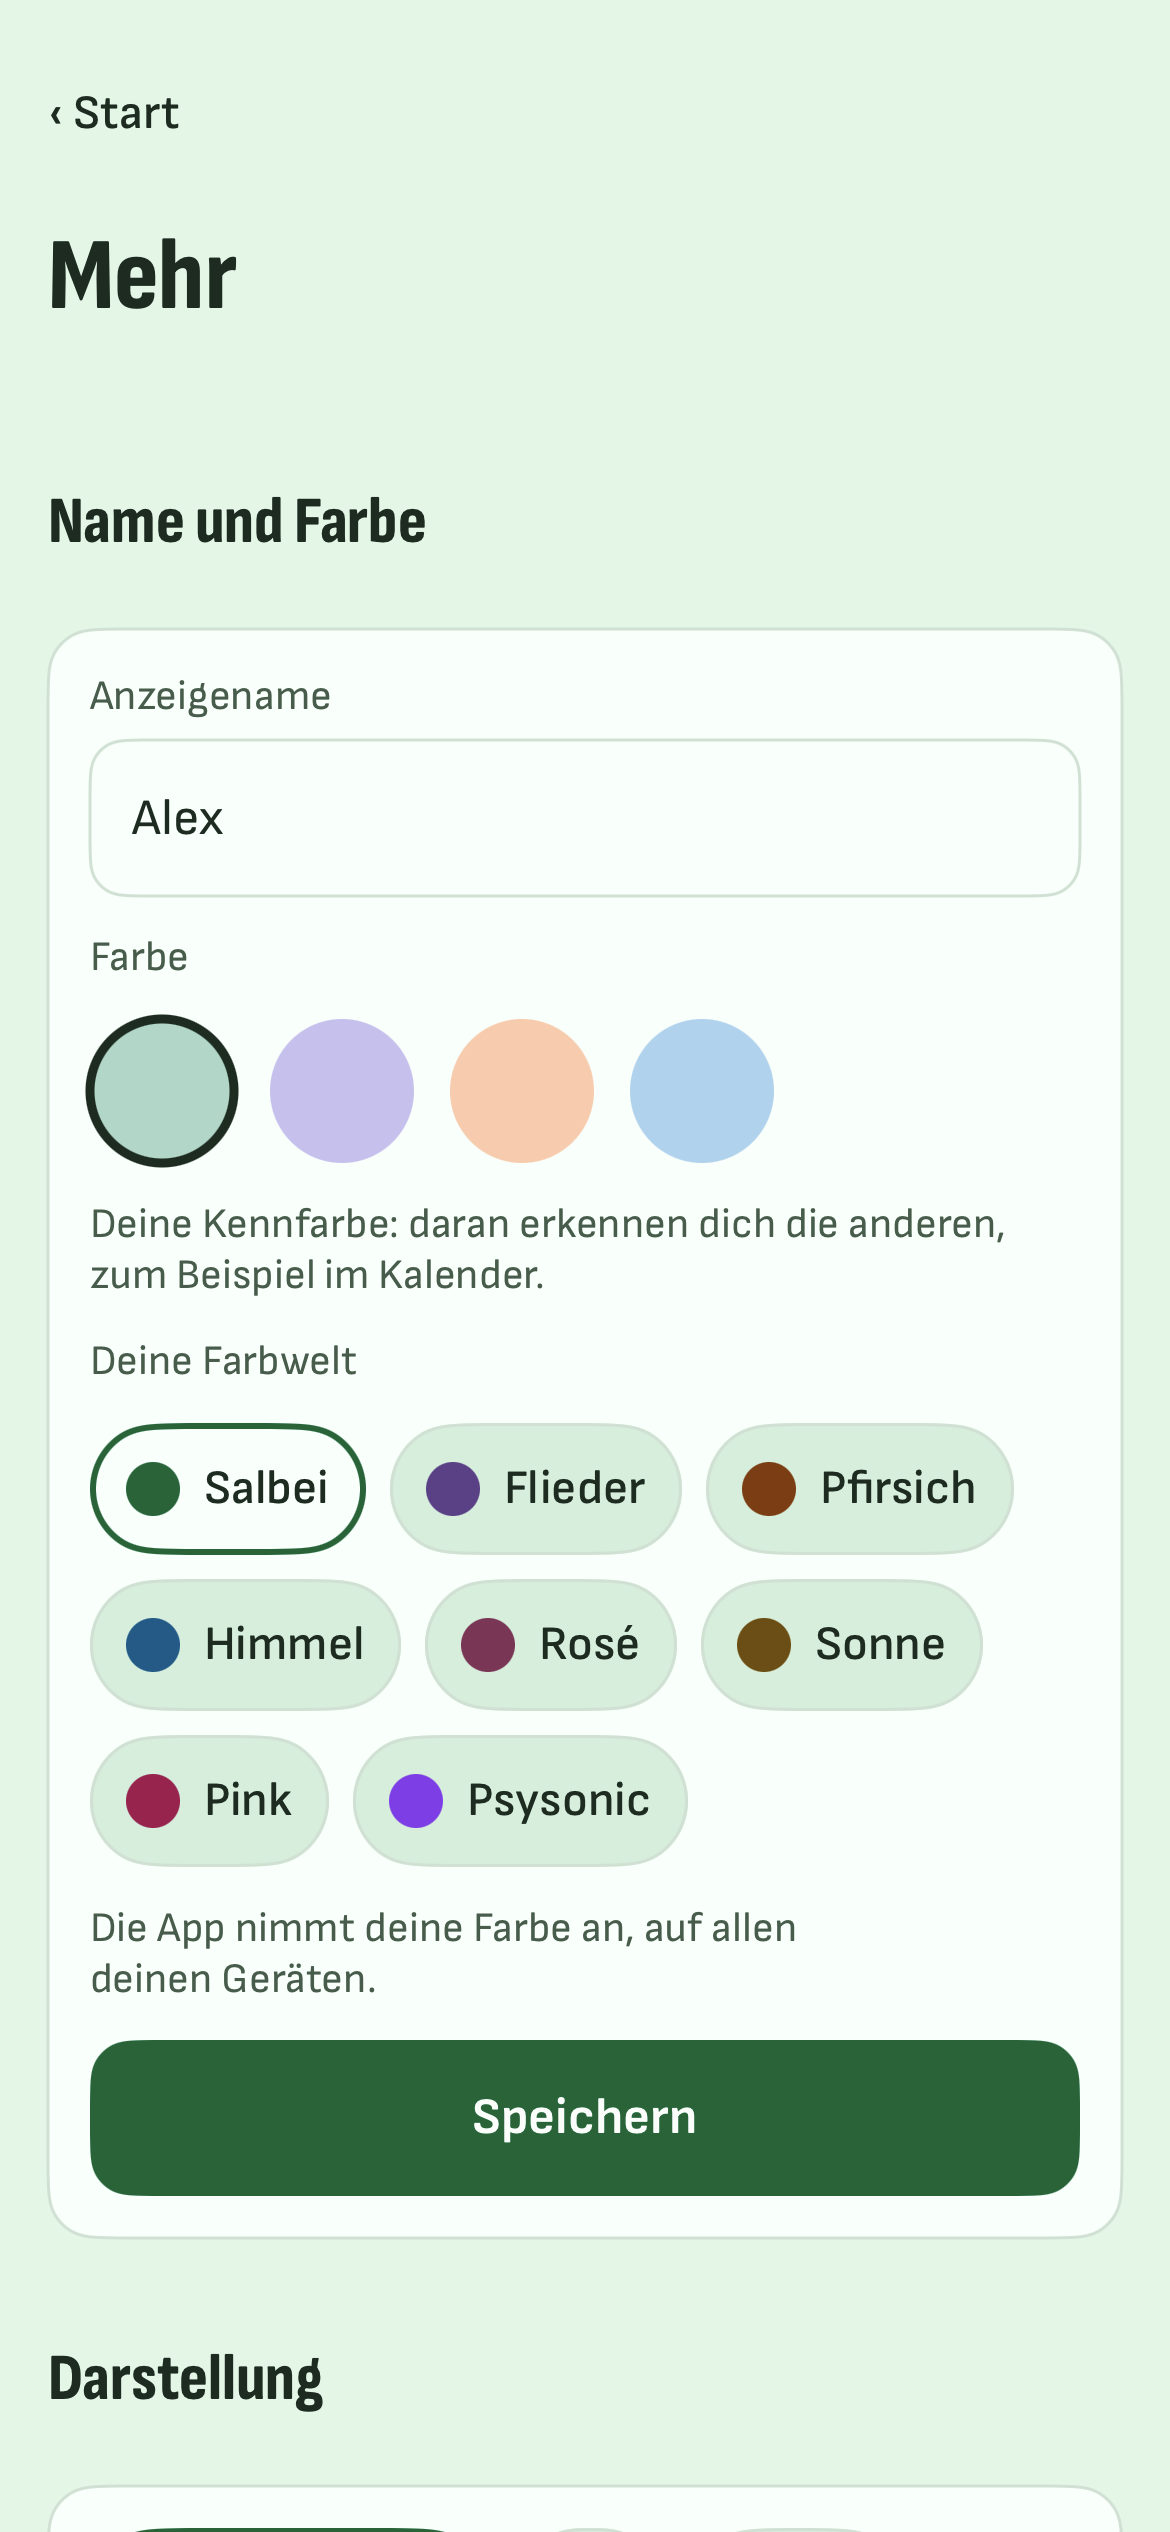 ‹ Start
Mehr
Name und Farbe
Anzeigename
Alex
Farbe
Deine Kennfarbe: daran erkennen dich die anderen,
zum Beispiel im Kalender.
Deine Farbwelt
Salbei Flieder Pfirsich
Himmel Rosé Sonne
Pink Psysonic
Die App nimmt deine Farbe an, auf allen
deinen Geräten.
Speichern
Darstellung